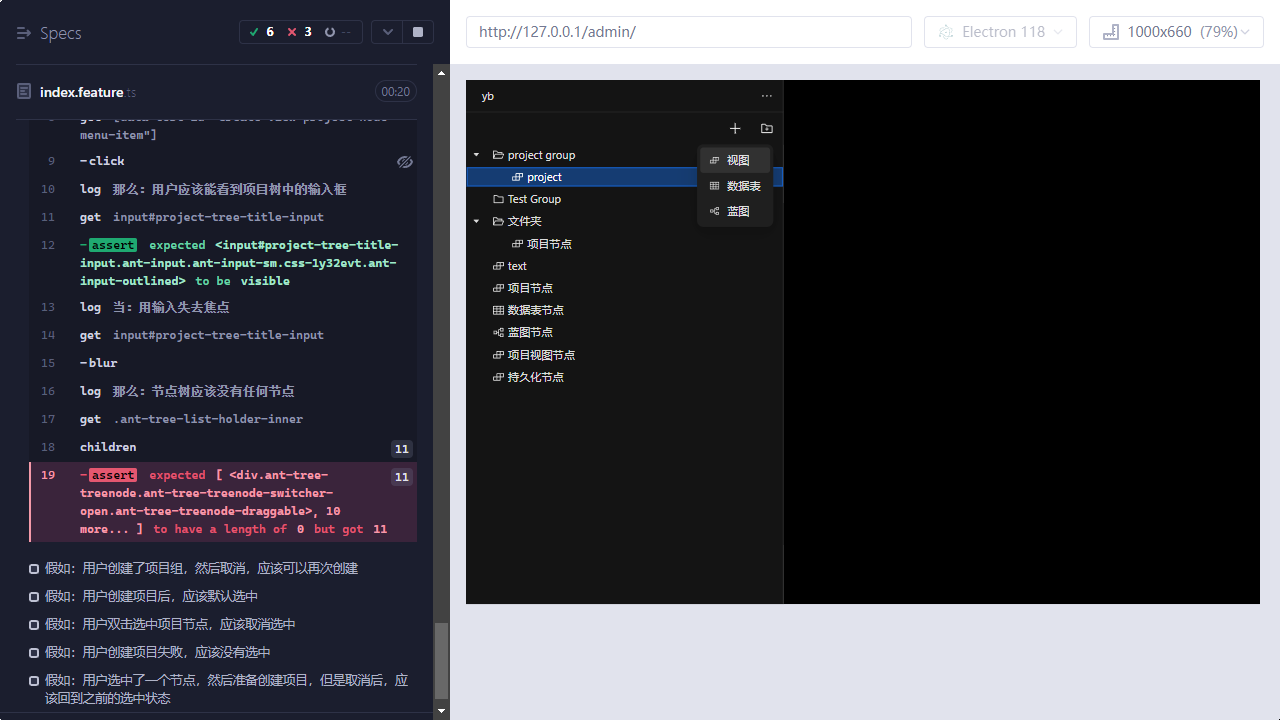 Specs
6
3
--
index.feature.ts
00:20
menu-item"]
9 -click
10 log 那么：用户应该能看到项目树中的输入框
11 get input#project-tree-title-input
12 -assert expected <input#project-tree-title-
input.ant-input.ant-input-sm.css-1y32evt.ant-
input-outlined> to be visible
13 log 当：用输入失去焦点
14 get input#project-tree-title-input
15 -blur
16 log 那么：节点树应该没有任何节点
17 get .ant-tree-list-holder-inner
18 children 11
19 -assert expected [ <div.ant-tree- 11
treenode.ant-tree-treenode-switcher-
open.ant-tree-treenode-draggable>, 10
more... ] to have a length of 0 but got 11
假如：用户创建了项目组，然后取消，应该可以再次创建
假如：用户创建项目后，应该默认选中
假如：用户双击选中项目节点，应该取消选中
假如：用户创建项目失败，应该没有选中
假如：用户选中了一个节点，然后准备创建项目，但是取消后，应
该回到之前的选中状态
http://127.0.0.1/admin/
Electron 118
1000x660 (79%)
yb
project group
project
Test Group
文件夹
项目节点
text
项目节点
数据表节点
蓝图节点
项目视图节点
持久化节点
视图
数据表
蓝图